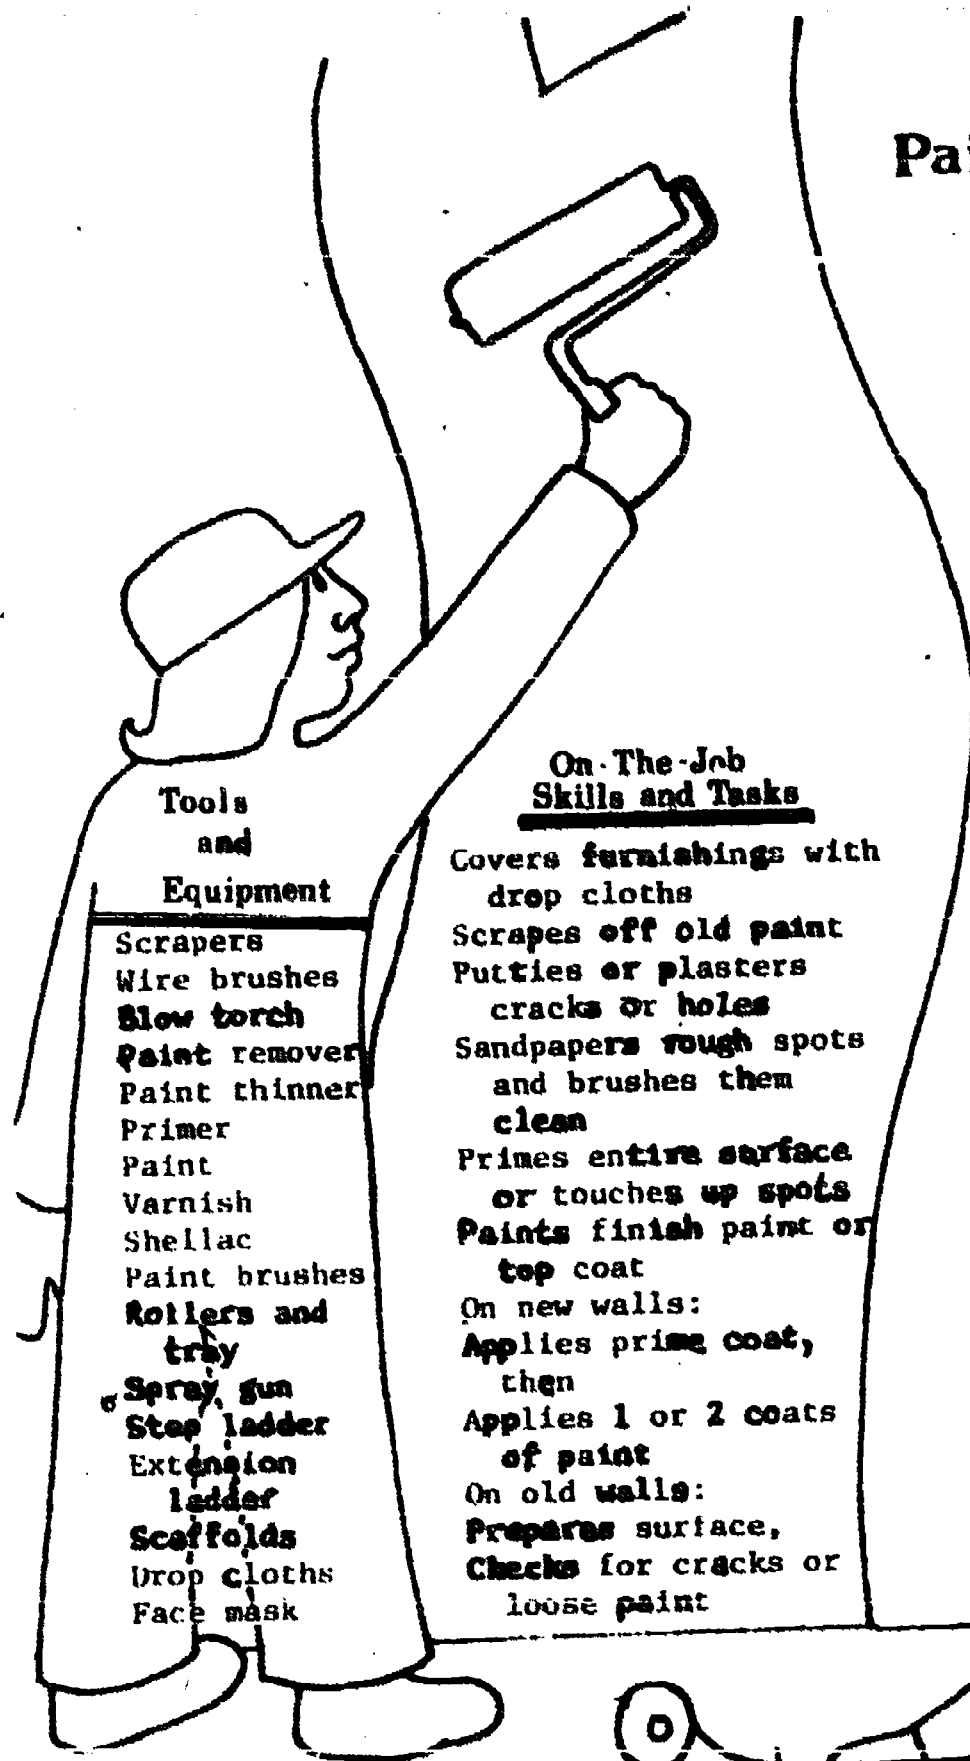 Pai
Tools
and
Equipment
Scrapers
Wire brushes
Blow torch
Paint remover
Paint thinner
Primer
Paint
Varnish
Shellac
Paint brushes
Rollers and
tray
Spray gun
Step ladder
Extension
ladder
Scaffolds
Drop cloths
Face mask
On-The-Job
Skills and Tasks
Covers furnishings with
drop cloths
Scrapes off old paint
Putties or plasters
cracks or holes
Sandpapers rough spots
and brushes them
clean
Primes entire surface
or touches up spots
Paints finish paint or
top coat
On new walls:
Applies prime coat,
then
Applies 1 or 2 coats
of paint
On old walls:
Prepares surface,
Checks for cracks or
loose paint